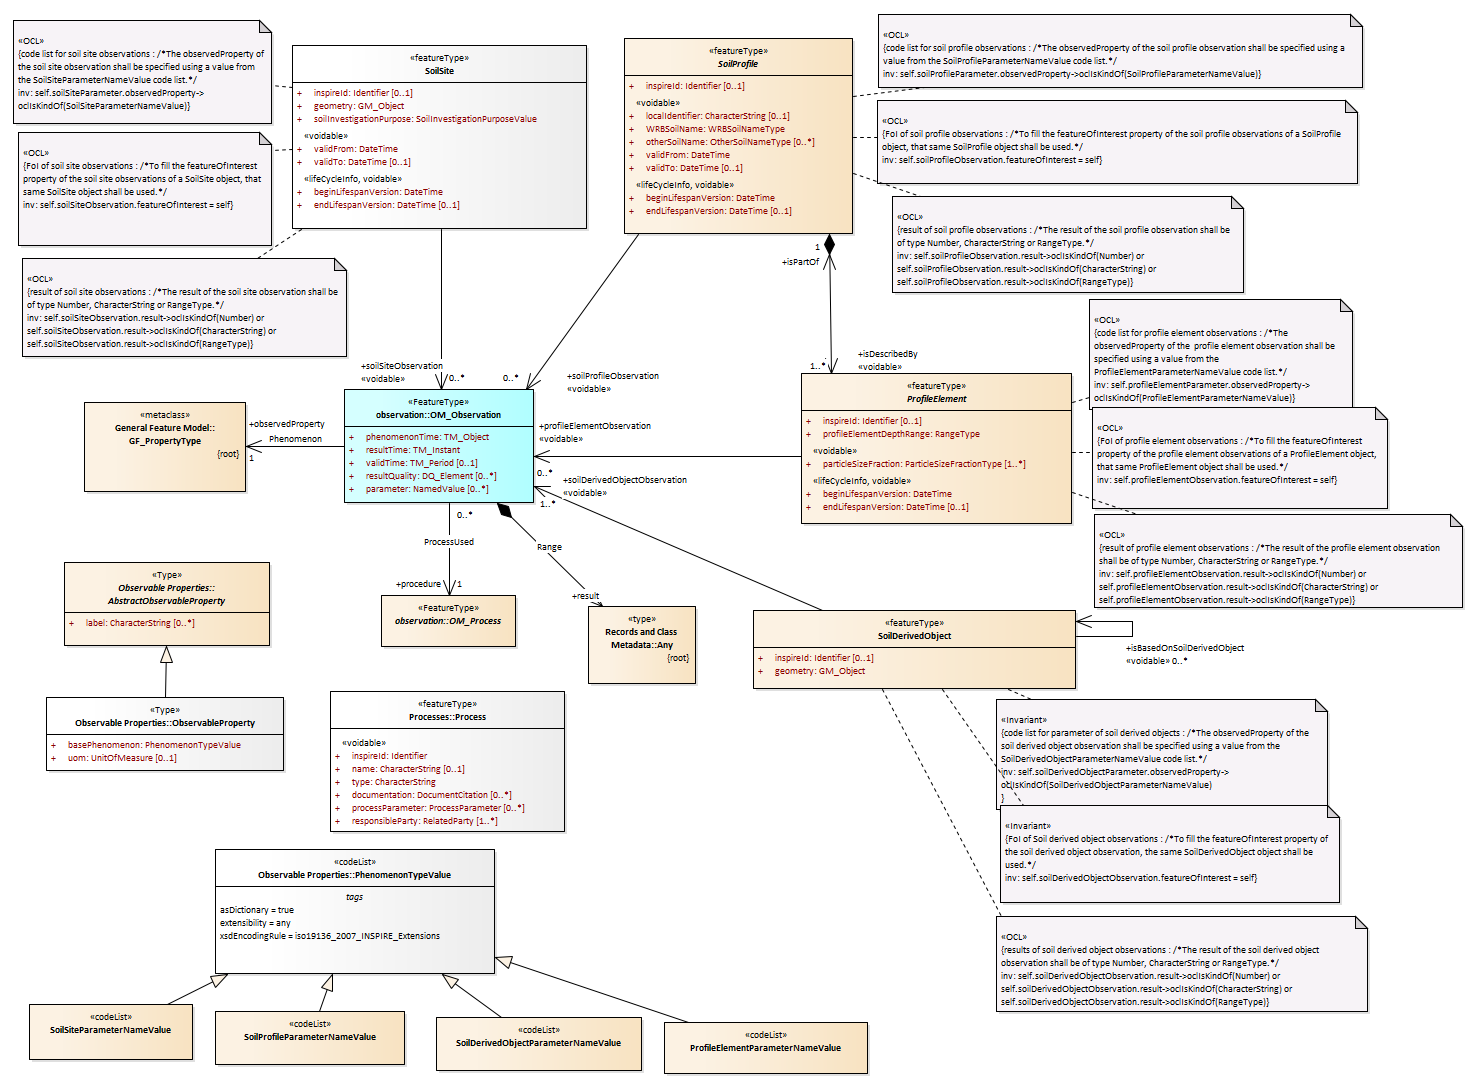 «OCL»
{code list for soil site observations : /*The observedProperty of
the soil site observation shall be specified using a value from
the SoilSiteParameterNameValue code list.*/
inv: self.soilSiteParameter.observedProperty->
oclIsKindOf(SoilSiteParameterNameValue)}
«OCL»
{FoI of soil site observations : /*To fill the featureOfInterest
property of the soil site observations of a SoilSite object, that
same SoilSite object shall be used.*/
inv: self.soilSiteObservation.featureOfInterest = self}
«OCL»
{result of soil site observations : /*The result of the soil site observation shall be
of type Number, CharacterString or RangeType.*/
inv: self.soilSiteObservation.result->oclIsKindOf(Number) or
self.soilSiteObservation.result->oclIsKindOf(CharacterString) or
self.soilSiteObservation.result->oclIsKindOf(RangeType)}
«featureType»
SoilSite
+ inspireId: Identifier [0..1]
+ geometry: GM_Object
+ soilInvestigationPurpose: SoilInvestigationPurposeValue
«voidable»
+ validFrom: DateTime
+ validTo: DateTime [0..1]
«lifeCycleInfo, voidable»
+ beginLifespanVersion: DateTime
+ endLifespanVersion: DateTime [0..1]
«featureType»
SoilProfile
+ inspireId: Identifier [0..1]
«voidable»
+ localIdentifier: CharacterString [0..1]
+ WRBSoilName: WRBSoilNameType
+ otherSoilName: OtherSoilNameType [0..*]
+ validFrom: DateTime
+ validTo: DateTime [0..1]
«lifeCycleInfo, voidable»
+ beginLifespanVersion: DateTime
+ endLifespanVersion: DateTime [0..1]
«OCL»
{code list for soil profile observations : /*The observedProperty of the soil profile observation shall be specified using a
value from the SoilProfileParameterNameValue code list.*/
inv: self.soilProfileParameter.observedProperty->oclIsKindOf(SoilProfileParameterNameValue)}
«OCL»
{FoI of soil profile observations : /*To fill the featureOfInterest property of the soil profile observations of a SoilProfile
object, that same SoilProfile object shall be used.*/
inv: self.soilProfileObservation.featureOfInterest = self}
«OCL»
{result of soil profile observations : /*The result of the soil profile observation shall be
of type Number, CharacterString or RangeType.*/
inv: self.soilProfileObservation.result->oclIsKindOf(Number) or
self.soilProfileObservation.result->oclIsKindOf(CharacterString) or
self.soilProfileObservation.result->oclIsKindOf(RangeType)}
1
+isPartOf
1..*
+isDescribedBy
«voidable»
+soilSiteObservation
«voidable»
0..*
0..*
+soilProfileObservation
«voidable»
«OCL»
{code list for profile element observations : /*The
observedProperty of the  profile element observation shall be
specified using a value from the
ProfileElementParameterNameValue code list.*/
inv: self.profileElementParameter.observedProperty->
oclIsKindOf(ProfileElementParameterNameValue)}
«OCL»
{FoI of profile element observations : /*To fill the featureOfInterest
property of the profile element observations of a ProfileElement object,
that same ProfileElement object shall be used.*/
inv: self.profileElementObservation.featureOfInterest = self}
«OCL»
{result of profile element observations : /*The result of the profile element observation
shall be of type Number, CharacterString or RangeType.*/
inv: self.profileElementObservation.result->oclIsKindOf(Number) or
self.profileElementObservation.result->oclIsKindOf(CharacterString) or
self.profileElementObservation.result->oclIsKindOf(RangeType)}
«metaclass»
General Feature Model::
GF_PropertyType
{root}
+observedProperty
Phenomenon
1
«FeatureType»
observation::OM_Observation
+ phenomenonTime: TM_Object
+ resultTime: TM_Instant
+ validTime: TM_Period [0..1]
+ resultQuality: DQ_Element [0..*]
+ parameter: NamedValue [0..*]
+profileElementObservation
«voidable»
0..*
+soilDerivedObjectObservation
«voidable»
1..*
«featureType»
ProfileElement
+ inspireId: Identifier [0..1]
+ profileElementDepthRange: RangeType
«voidable»
+ particleSizeFraction: ParticleSizeFractionType [1..*]
«lifeCycleInfo, voidable»
+ beginLifespanVersion: DateTime
+ endLifespanVersion: DateTime [0..1]
0..*
ProcessUsed
+procedure
1
Range
+result
«Type»
Observable Properties::
AbstractObservableProperty
+ label: CharacterString [0..*]
«FeatureType»
observation::OM_Process
«type»
Records and Class
Metadata::Any
{root}
«featureType»
SoilDerivedObject
+ inspireId: Identifier [0..1]
+ geometry: GM_Object
+isBasedOnSoilDerivedObject
«voidable» 0..*
«Type»
Observable Properties::ObservableProperty
+ basePhenomenon: PhenomenonTypeValue
+ uom: UnitOfMeasure [0..1]
«featureType»
Processes::Process
«voidable»
+ inspireId: Identifier
+ name: CharacterString [0..1]
+ type: CharacterString
+ documentation: DocumentCitation [0..*]
+ processParameter: ProcessParameter [0..*]
+ responsibleParty: RelatedParty [1..*]
«Invariant»
{code list for parameter of soil derived objects : /*The observedProperty of the
soil derived object observation shall be specified using a value from the
SoilDerivedObjectParameterNameValue code list.*/
inv: self.soilDerivedObjectParameter.observedProperty->
oclIsKindOf(SoilDerivedObjectParameterNameValue)
}
«Invariant»
{FoI of Soil derived object observations : /*To fill the featureOfInterest property of
the soil derived object observation, the same SoilDerivedObject object shall be
used.*/
inv: self.soilDerivedObjectObservation.featureOfInterest = self}
«OCL»
{results of soil derived object observations : /*The result of the soil derived object
observation shall be of type Number, CharacterString or RangeType.*/
inv: self.soilDerivedObjectObservation.result->oclIsKindOf(Number) or
self.soilDerivedObjectObservation.result->oclIsKindOf(CharacterString) or
self.soilDerivedObjectObservation.result->oclIsKindOf(RangeType)}
«codeList»
Observable Properties::PhenomenonTypeValue
tags
asDictionary = true
extensibility = any
xsdEncodingRule = iso19136_2007_INSPIRE_Extensions
«codeList»
SoilSiteParameterNameValue
«codeList»
SoilProfileParameterNameValue
«codeList»
SoilDerivedObjectParameterNameValue
«codeList»
ProfileElementParameterNameValue